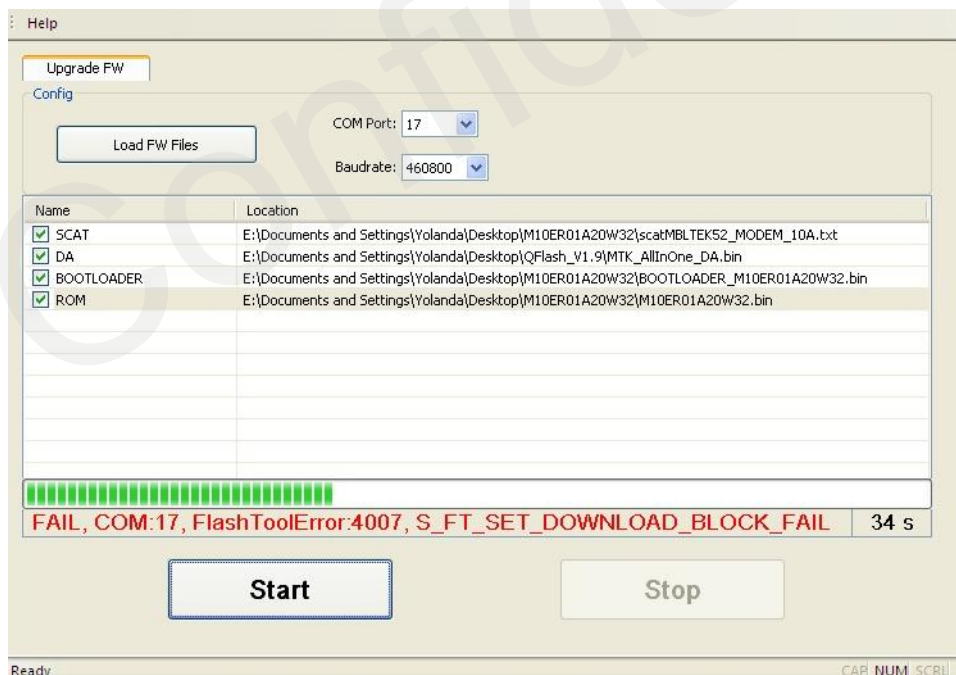 Help
Upgrade FW
Config
Load FW Files
COM Port: 17
Baudrate: 460800
Name Location
SCAT E:\Documents and Settings\Yolanda\Desktop\M10ER01A20W32\scatMBLTEK52_MODEM_10A.txt
DA E:\Documents and Settings\Yolanda\Desktop\QFlash_V1.9\MTK_AllInOne_DA.bin
BOOTLOADER E:\Documents and Settings\Yolanda\Desktop\M10ER01A20W32\BOOTLOADER_M10ER01A20W32.bin
ROM E:\Documents and Settings\Yolanda\Desktop\M10ER01A20W32\M10ER01A20W32.bin
FAIL, COM:17, FlashToolError:4007, S_FT_SET_DOWNLOAD_BLOCK_FAIL 34 s
Start Stop
Ready CAP NUM SCRL
Confide